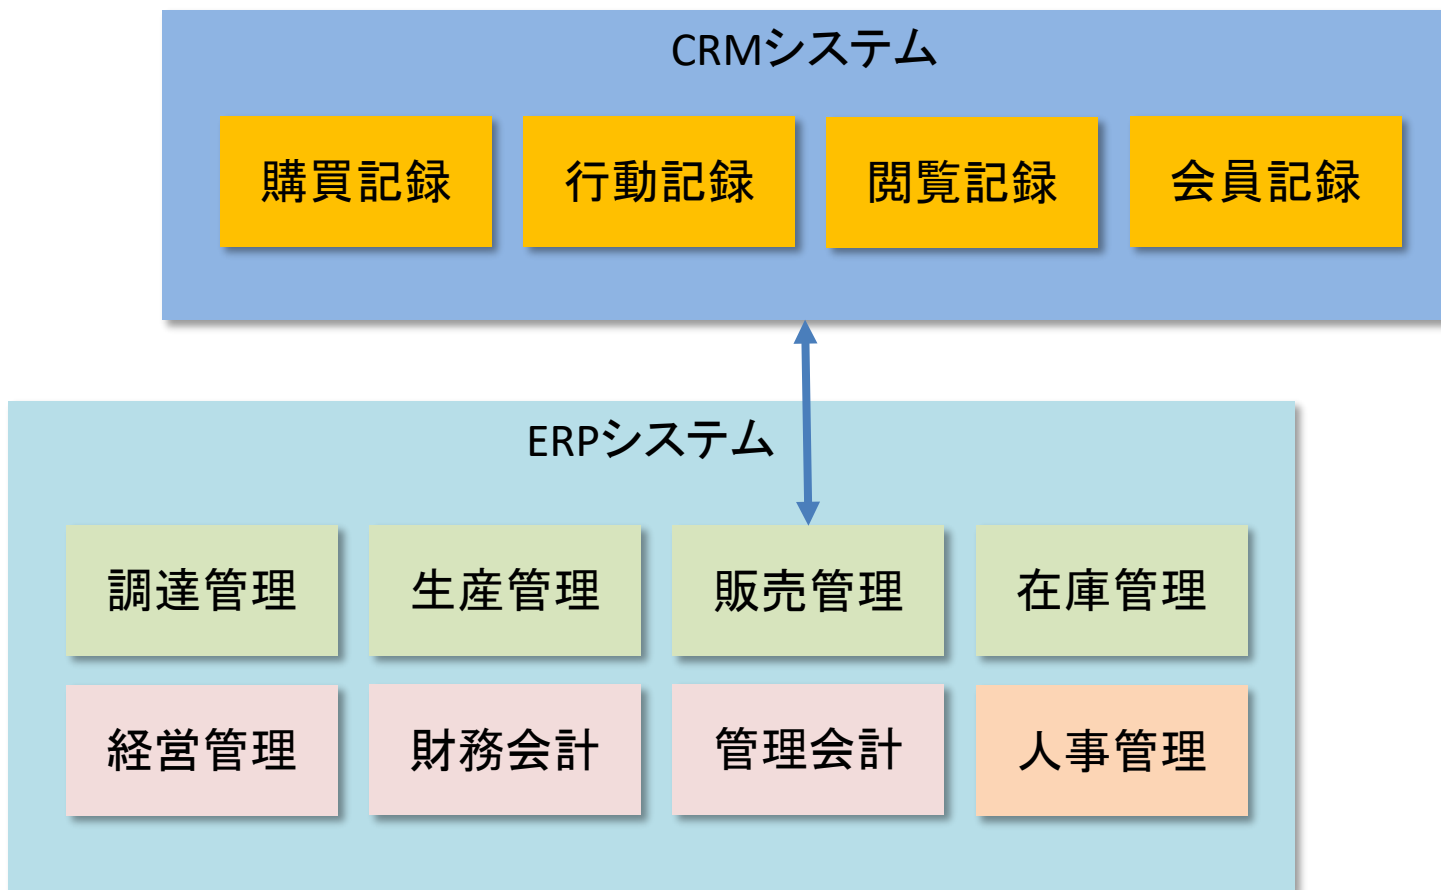 CRMシステム
購買記録
行動記録
閲覧記録
会員記録
ERPシステム
調達管理
生産管理
販売管理
在庫管理
経営管理
財務会計
管理会計
人事管理